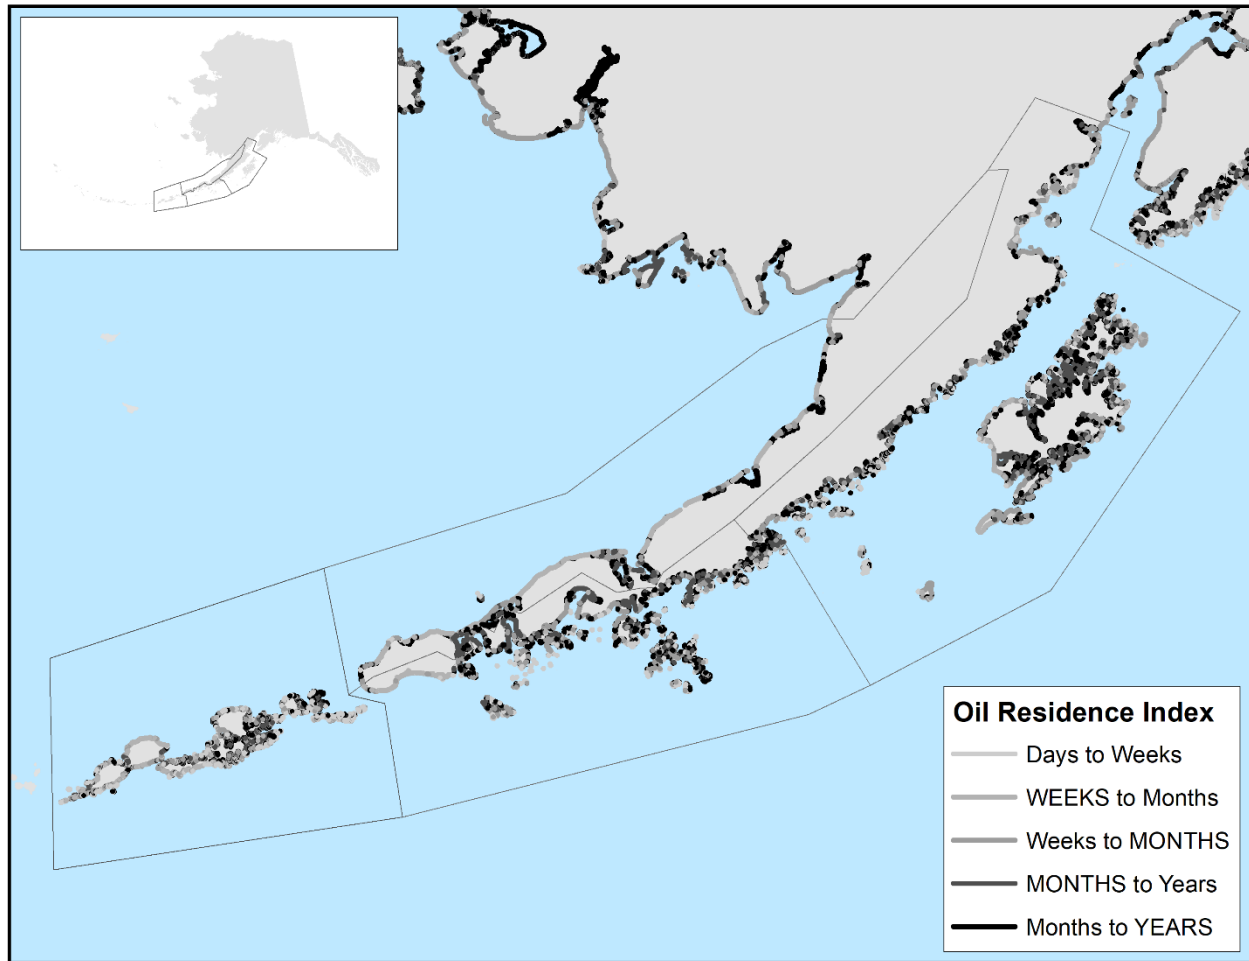 Oil Residence Index
Days to Weeks
WEEKS to Months
Weeks to MONTHS
MONTHS to Years
Months to YEARS